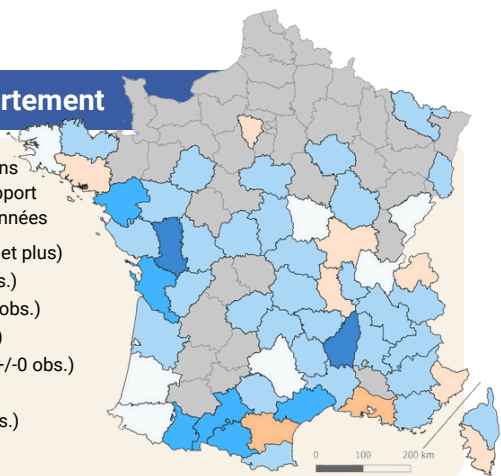 rtement
ns
pport
nnées
et plus)
s.)
obs.)
)
+/-0 obs.)
s.)
0 100 200 km